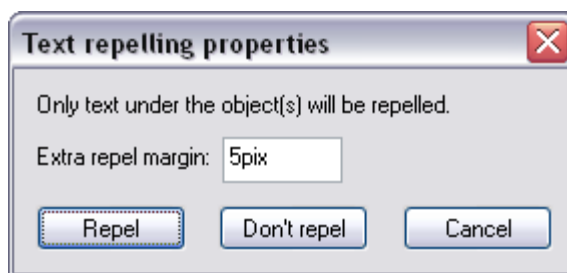 Text repelling properties
Only text under the object(s) will be repelled.
Extra repel margin: 5pix
Repel Don't repel Cancel